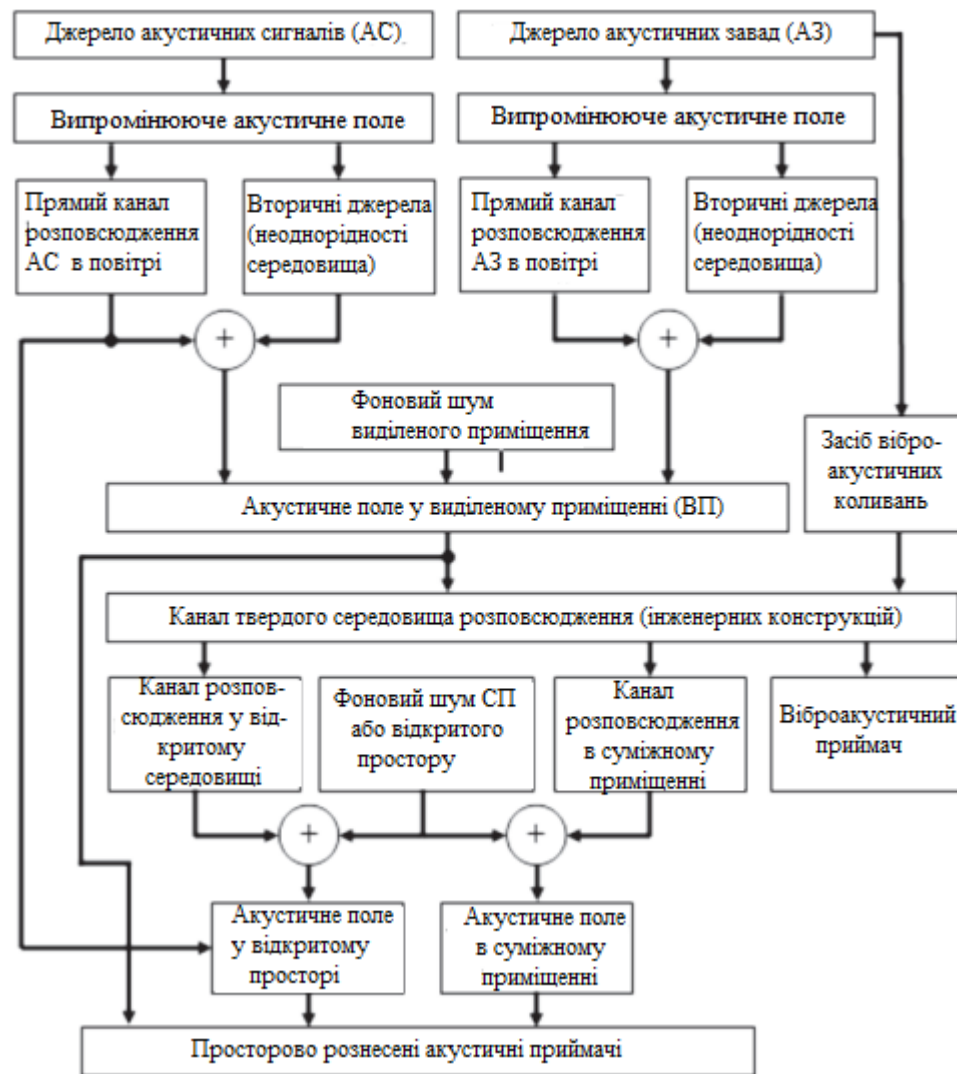 Джерело акустичних сигналів (АС)
Джерело акустичних завад (АЗ)
Випромінююче акустичне поле
Випромінююче акустичне поле
Прямий канал
розповсюдження
АС в повітрі
Вторичні джерела
(неоднорідності
середовища)
Прямий канал
розповсюдження
АЗ в повітрі
Вторичні джерела
(неоднорідності
середовища)
+
+
Фоновий шум
виділеного приміщення
Засіб вібро-
акустичних
коливань
Акустичне поле у виділеному приміщенні (ВП)
Канал твердого середовища розповсюдження (інженерних конструкцій)
Канал розпов-
сюдження у від-
критому
середовищі
Фоновий шум СП
або відкритого
простору
Канал
розповсюдження
в суміжному
приміщенні
Віброакустичний
приймач
+
+
Акустичне поле
у відкритому
просторі
Акустичне поле
в суміжному
приміщенні
Просторово рознесені акустичні приймачі